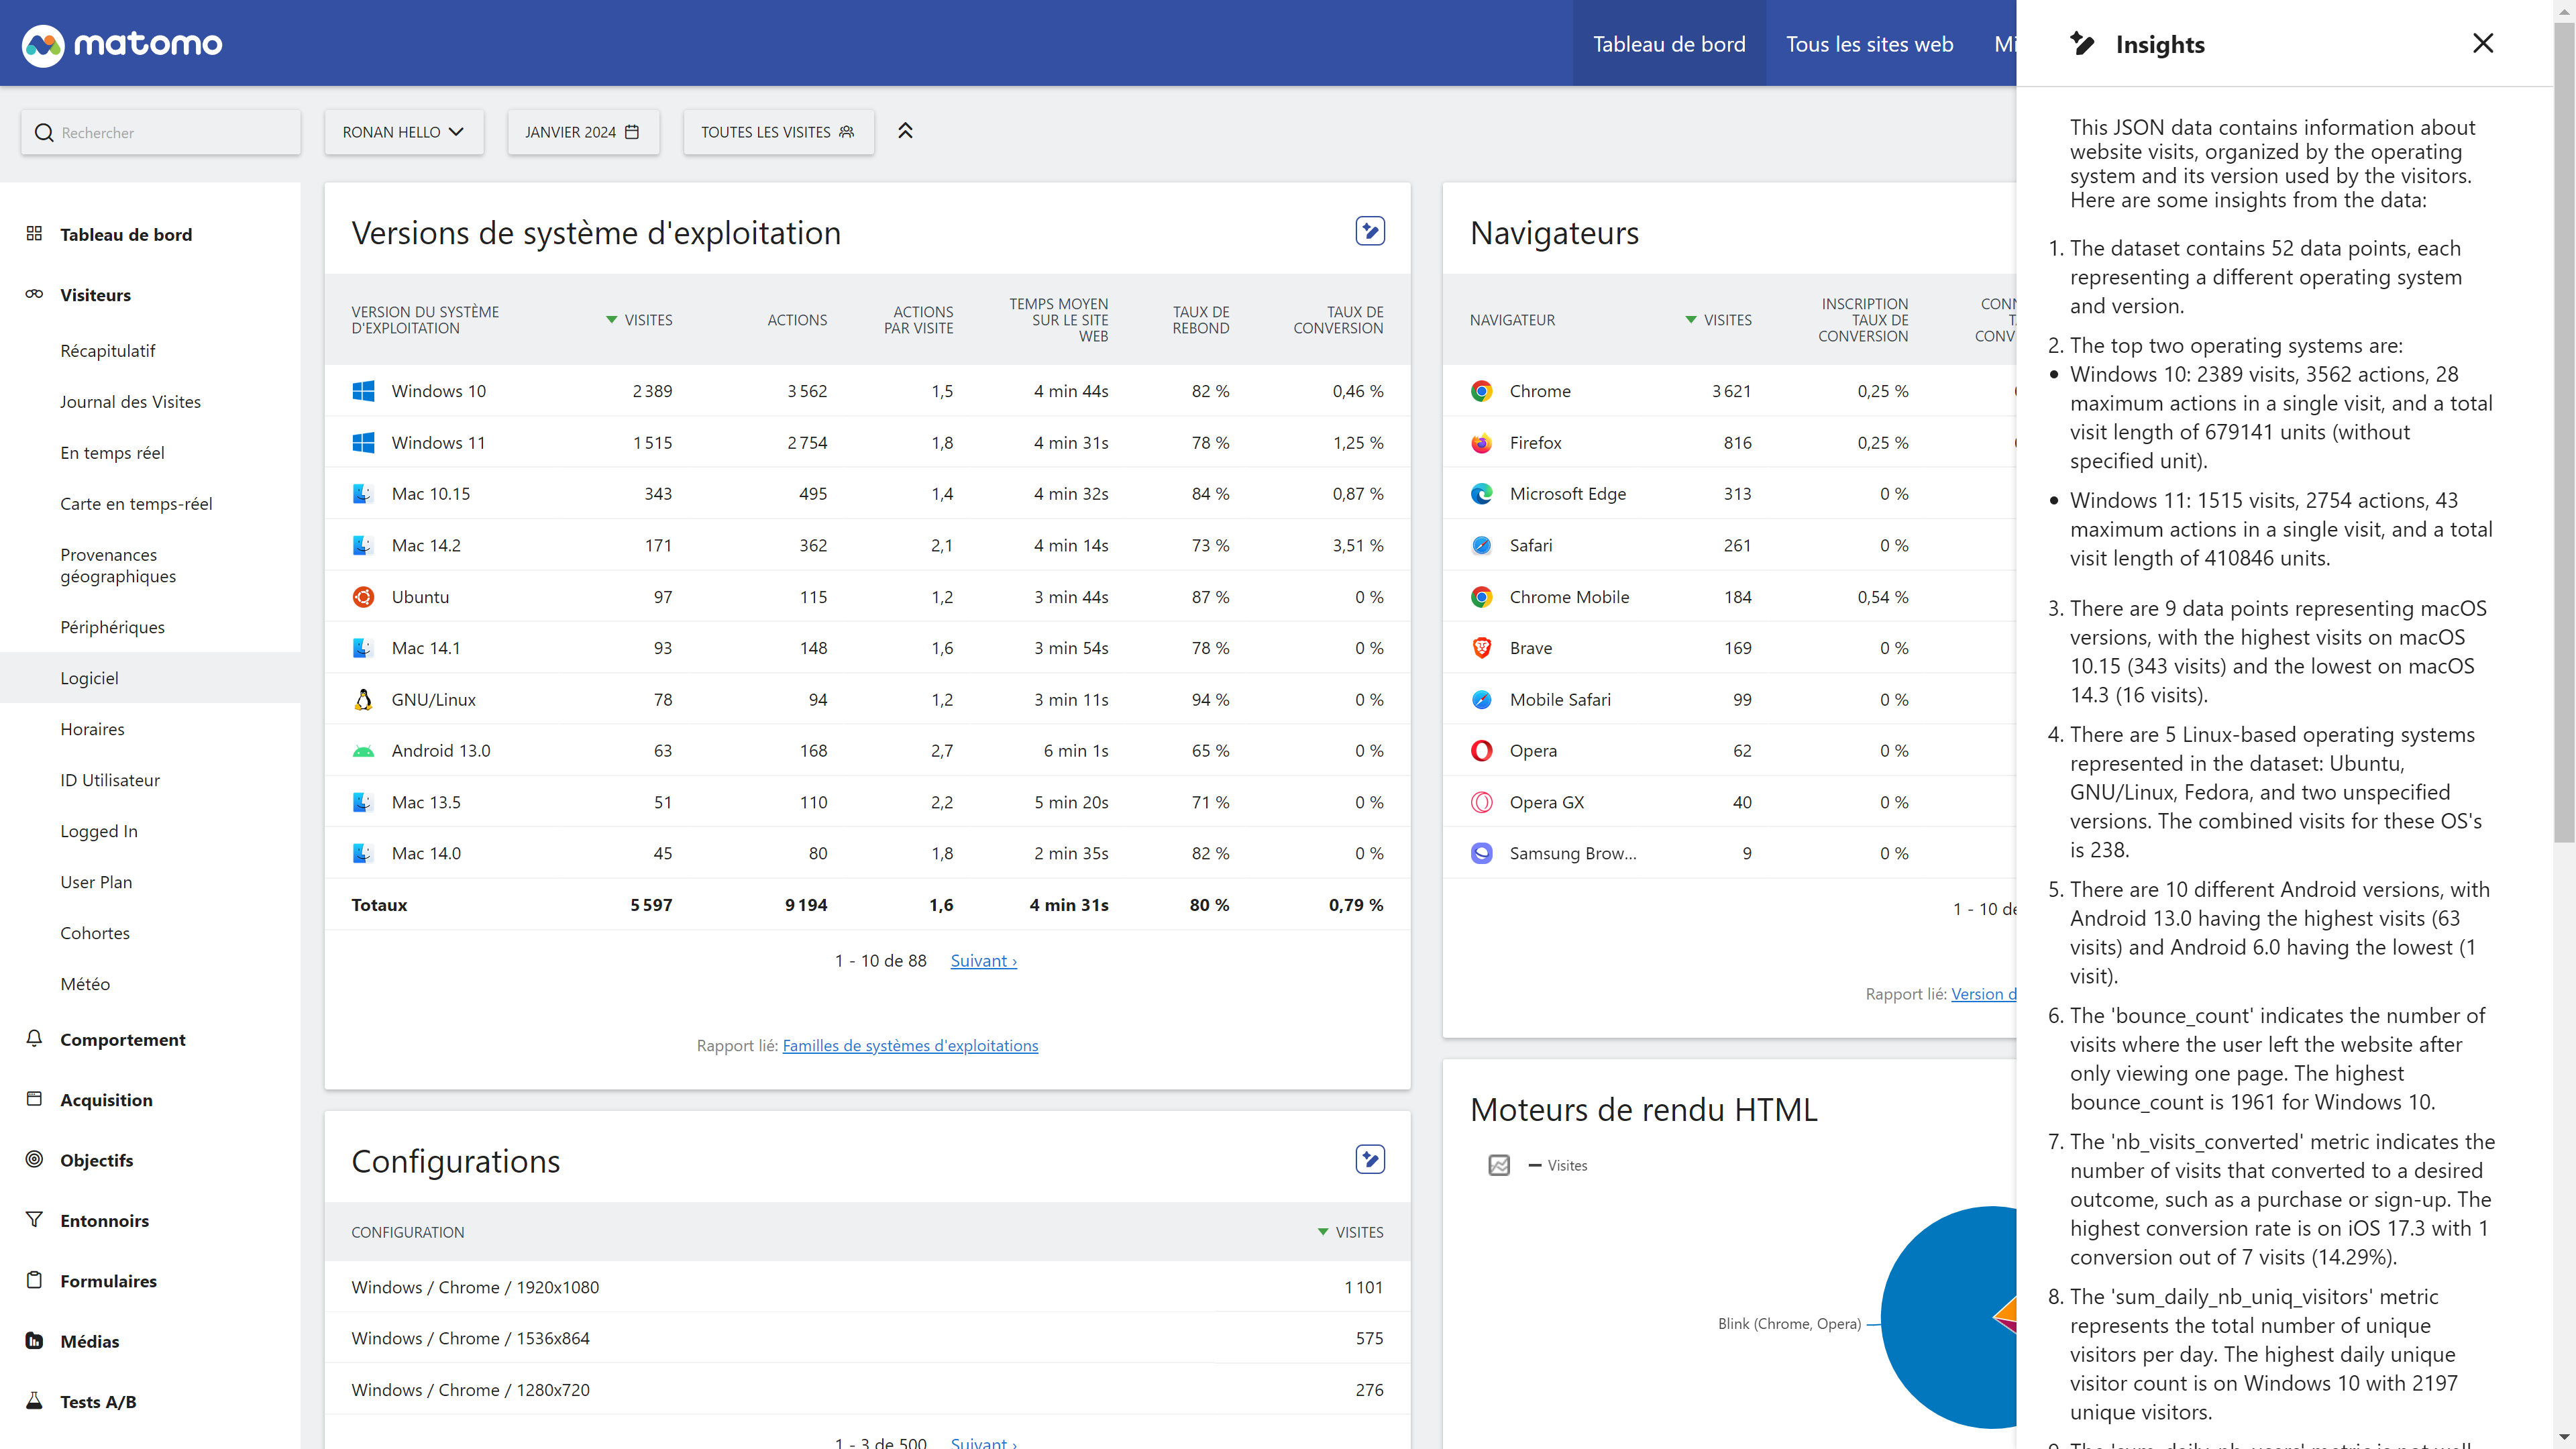 matomo
Tableau de bord
Tous les sites web
Rechercher
RONAN HELLO
JANVIER 2024
TOUTES LES VISITES
Tableau de bord
Visiteurs
Récapitulatif
Journal des Visites
En temps réel
Carte en temps-réel
Provenances
géographiques
Périphériques
Logiciel
Horaires
ID Utilisateur
Logged In
User Plan
Cohortes
Météo
Comportement
Acquisition
Objectifs
Entonnoirs
Formulaires
Médias
Tests A/B
Versions de système d'exploitation
VERSION DU SYSTÈME D'EXPLOITATION VISITES ACTIONS ACTIONS PAR VISITE TEMPS MOYEN SUR LE SITE WEB TAUX DE REBOND TAUX DE CONVERSION
Windows 10 2 389 3 562 1,5 4 min 44s 82 % 0,46 %
Windows 11 1 515 2 754 1,8 4 min 31s 78 % 1,25 %
Mac 10.15 343 495 1,4 4 min 32s 84 % 0,87 %
Mac 14.2 171 362 2,1 4 min 14s 73 % 3,51 %
Ubuntu 97 115 1,2 3 min 44s 87 % 0 %
Mac 14.1 93 148 1,6 3 min 54s 78 % 0 %
GNU/Linux 78 94 1,2 3 min 11s 94 % 0 %
Android 13.0 63 168 2,7 6 min 1s 65 % 0 %
Mac 13.5 51 110 2,2 5 min 20s 71 % 0 %
Mac 14.0 45 80 1,8 2 min 35s 82 % 0 %
Totaux 5 597 9 194 1,6 4 min 31s 80 % 0,79 %
1 - 10 de 88 Suivant ›
Rapport lié: Familles de systèmes d'exploitations
Configurations
CONFIGURATION VISITES
Windows / Chrome / 1920x1080 1 101
Windows / Chrome / 1536x864 575
Windows / Chrome / 1280x720 276
1 - 3 de 500 Suivant ›
Navigateurs
NAVIGATEUR VISITES INSCRIPTION TAUX DE CONVERSION
Chrome 3 621 0,25 %
Firefox 816 0,25 %
Microsoft Edge 313 0 %
Safari 261 0 %
Chrome Mobile 184 0,54 %
Brave 169 0 %
Mobile Safari 99 0 %
Opera 62 0 %
Opera GX 40 0 %
Samsung Brow... 9 0 %
1 - 10 de
Rapport lié: Version d
Moteurs de rendu HTML
Visites
Blink (Chrome, Opera)
Insights
This JSON data contains information about
website visits, organized by the operating
system and its version used by the visitors.
Here are some insights from the data:
1. The dataset contains 52 data points, each
representing a different operating system
and version.
2. The top two operating systems are:
• Windows 10: 2389 visits, 3562 actions, 28
maximum actions in a single visit, and a total
visit length of 679141 units (without
specified unit).
• Windows 11: 1515 visits, 2754 actions, 43
maximum actions in a single visit, and a total
visit length of 410846 units.
3. There are 9 data points representing macOS
versions, with the highest visits on macOS
10.15 (343 visits) and the lowest on macOS
14.3 (16 visits).
4. There are 5 Linux-based operating systems
represented in the dataset: Ubuntu,
GNU/Linux, Fedora, and two unspecified
versions. The combined visits for these OS's
is 238.
5. There are 10 different Android versions, with
Android 13.0 having the highest visits (63
visits) and Android 6.0 having the lowest (1
visit).
6. The 'bounce_count' indicates the number of
visits where the user left the website after
only viewing one page. The highest
bounce_count is 1961 for Windows 10.
7. The 'nb_visits_converted' metric indicates the
number of visits that converted to a desired
outcome, such as a purchase or sign-up. The
highest conversion rate is on iOS 17.3 with 1
conversion out of 7 visits (14.29%).
8. The 'sum_daily_nb_uniq_visitors' metric
represents the total number of unique
visitors per day. The highest daily unique
visitor count is on Windows 10 with 2197
unique visitors.